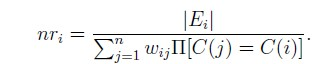 nr_i = \frac{|E_i|}{\sum_{j=1}^{n} w_{ij} \Pi[C(j) = C(i)]}.